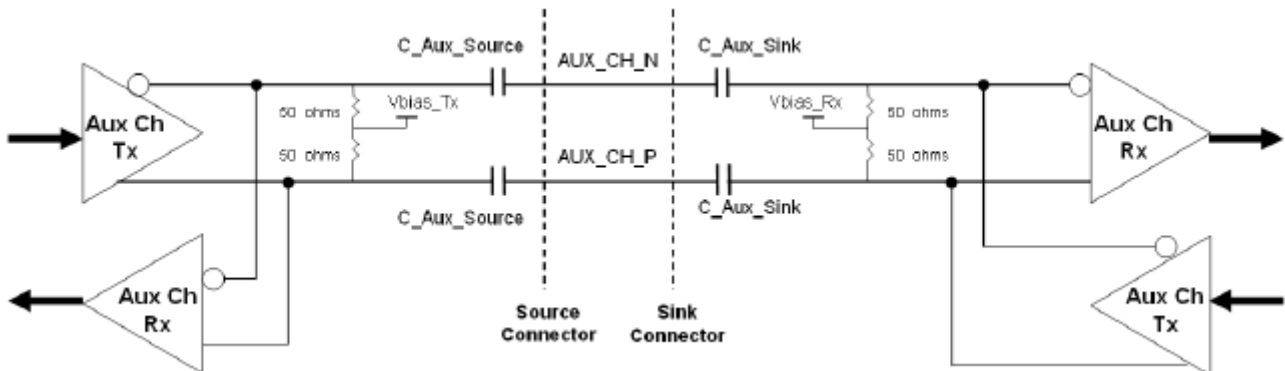 C_Aux_Source
AUX_CH_N
C_Aux_Sink
Aux Ch
Tx
50 ohms
Vbias_Tx
50 ohms
Vbias_Rx
50 ohms
50 ohms
Aux Ch
Rx
AUX_CH_P
C_Aux_Source
C_Aux_Sink
Aux Ch
Rx
Source
Connector
Sink
Connector
Aux Ch
Tx